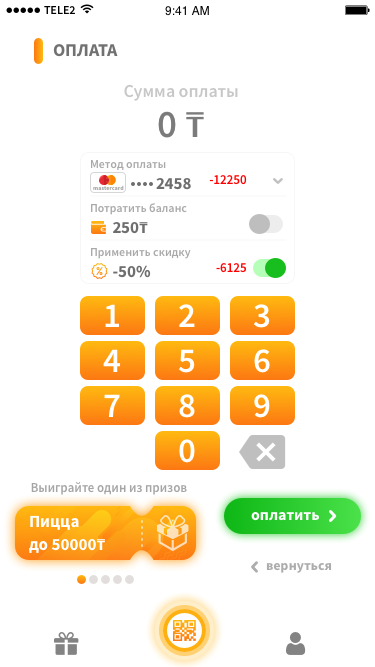 TELE2 9:41 AM
ОПЛАТА
Сумма оплаты
0 ₸
Метод оплаты
mastercard •••• 2458 -12250
Потратить баланс
250₸
Применить скидку
-50% -6125
1 2 3
4 5 6
7 8 9
0
Выиграйте один из призов
Пицца
до 50000₸
оплатить
вернуться